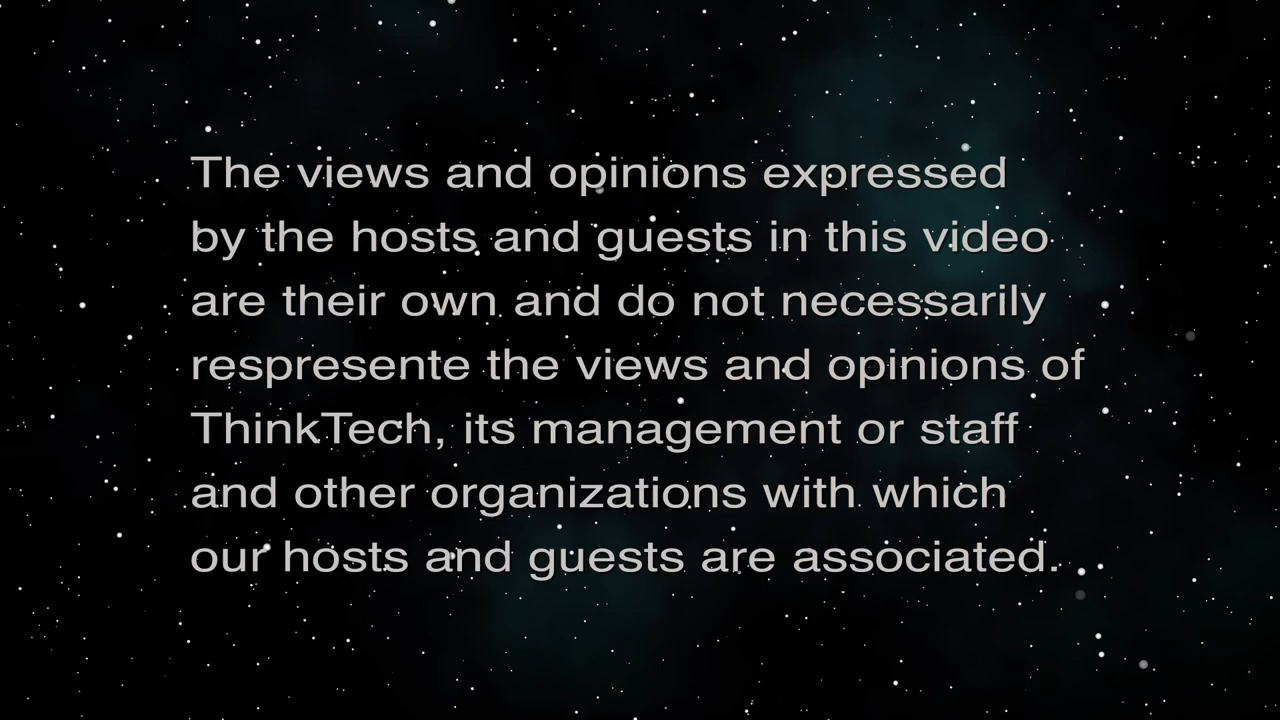 The views and opinions expressed
by the hosts and guests in this video
are their own and do not necessarily
respresente the views and opinions of
ThinkTech, its management or staff
and other organizations with which
our hosts and guests are associated.